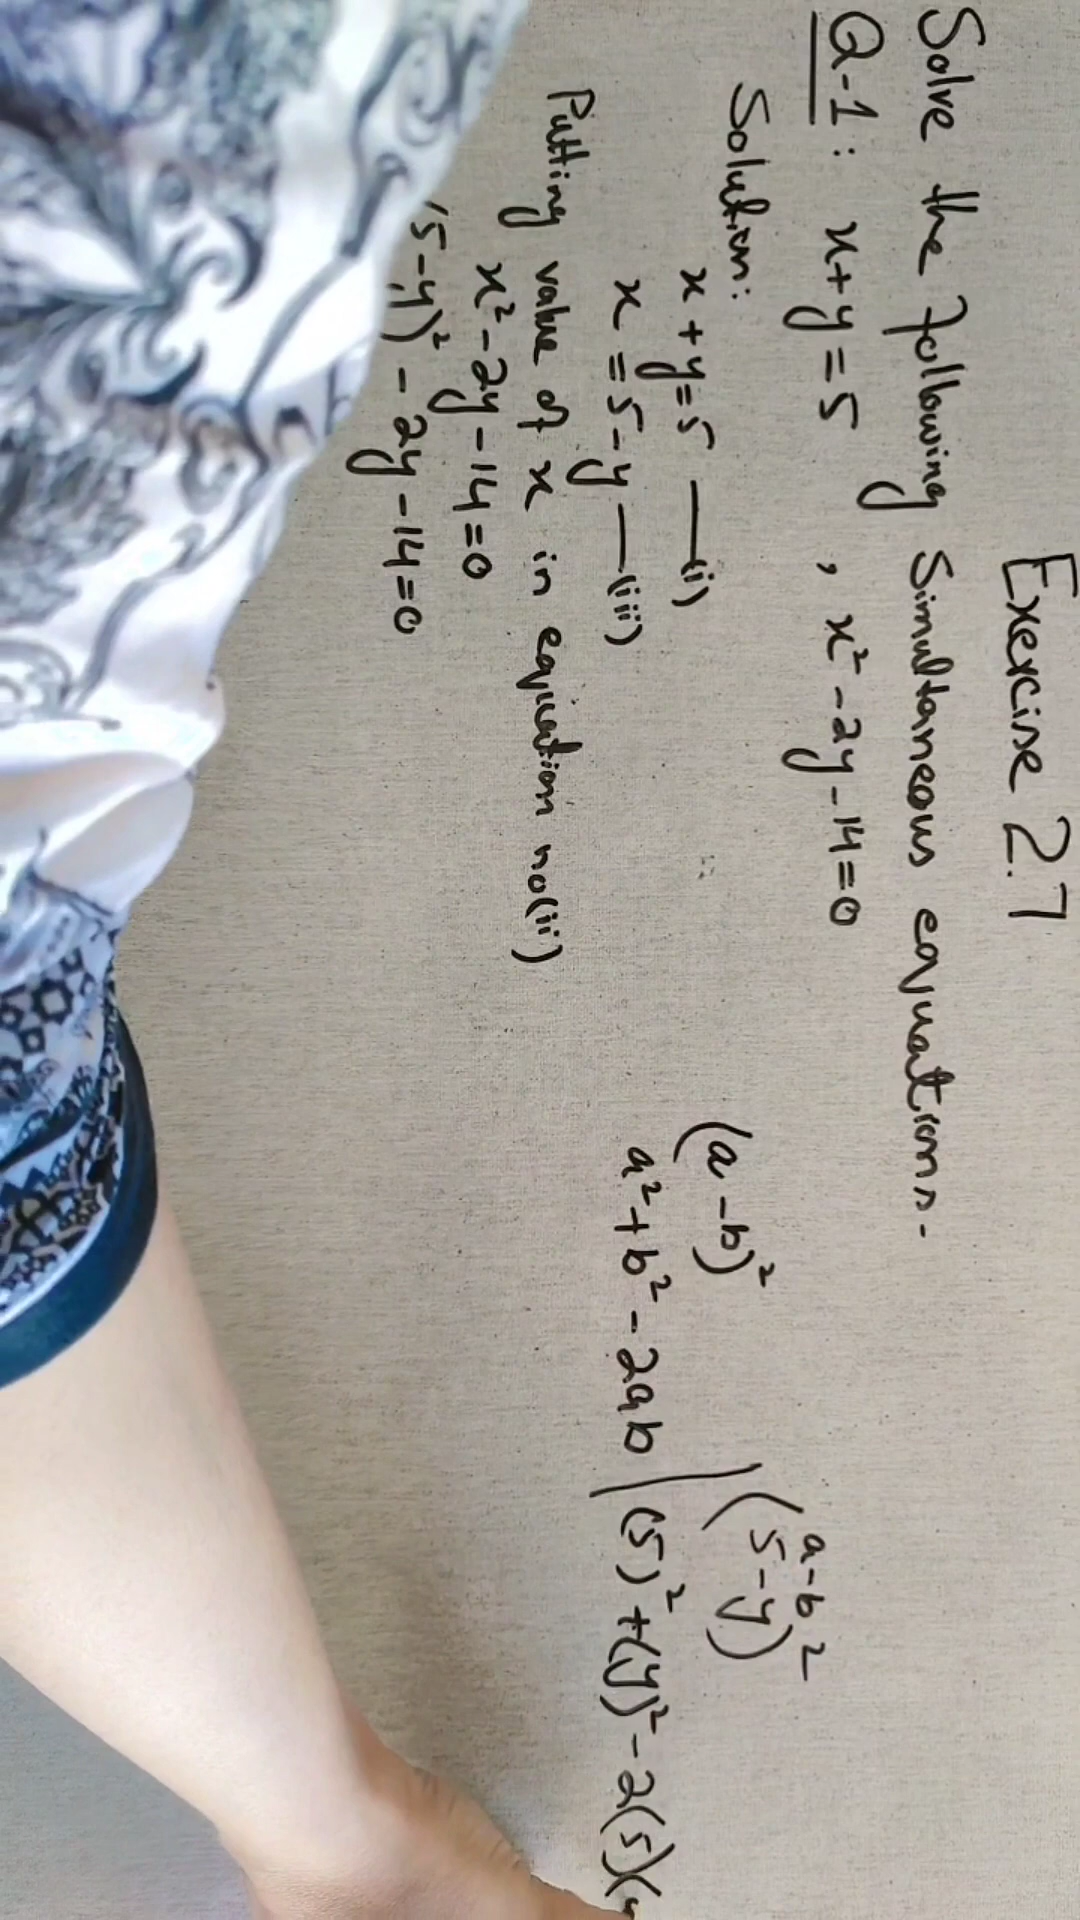 Exercise 2.7
Solve the following Simultaneous equations.
Q-1: x+y=5 , x²-2y-14=0
Solution:
x+y=5 —(i)
x=5-y —(iii)
Putting value of x in equation no(ii)
x²-2y-14=0
(5-y)²-2y-14=0
(a-b)²
a²+b²-2ab
a-b
(5-y)²
(5)²+(y)²-2(5)(